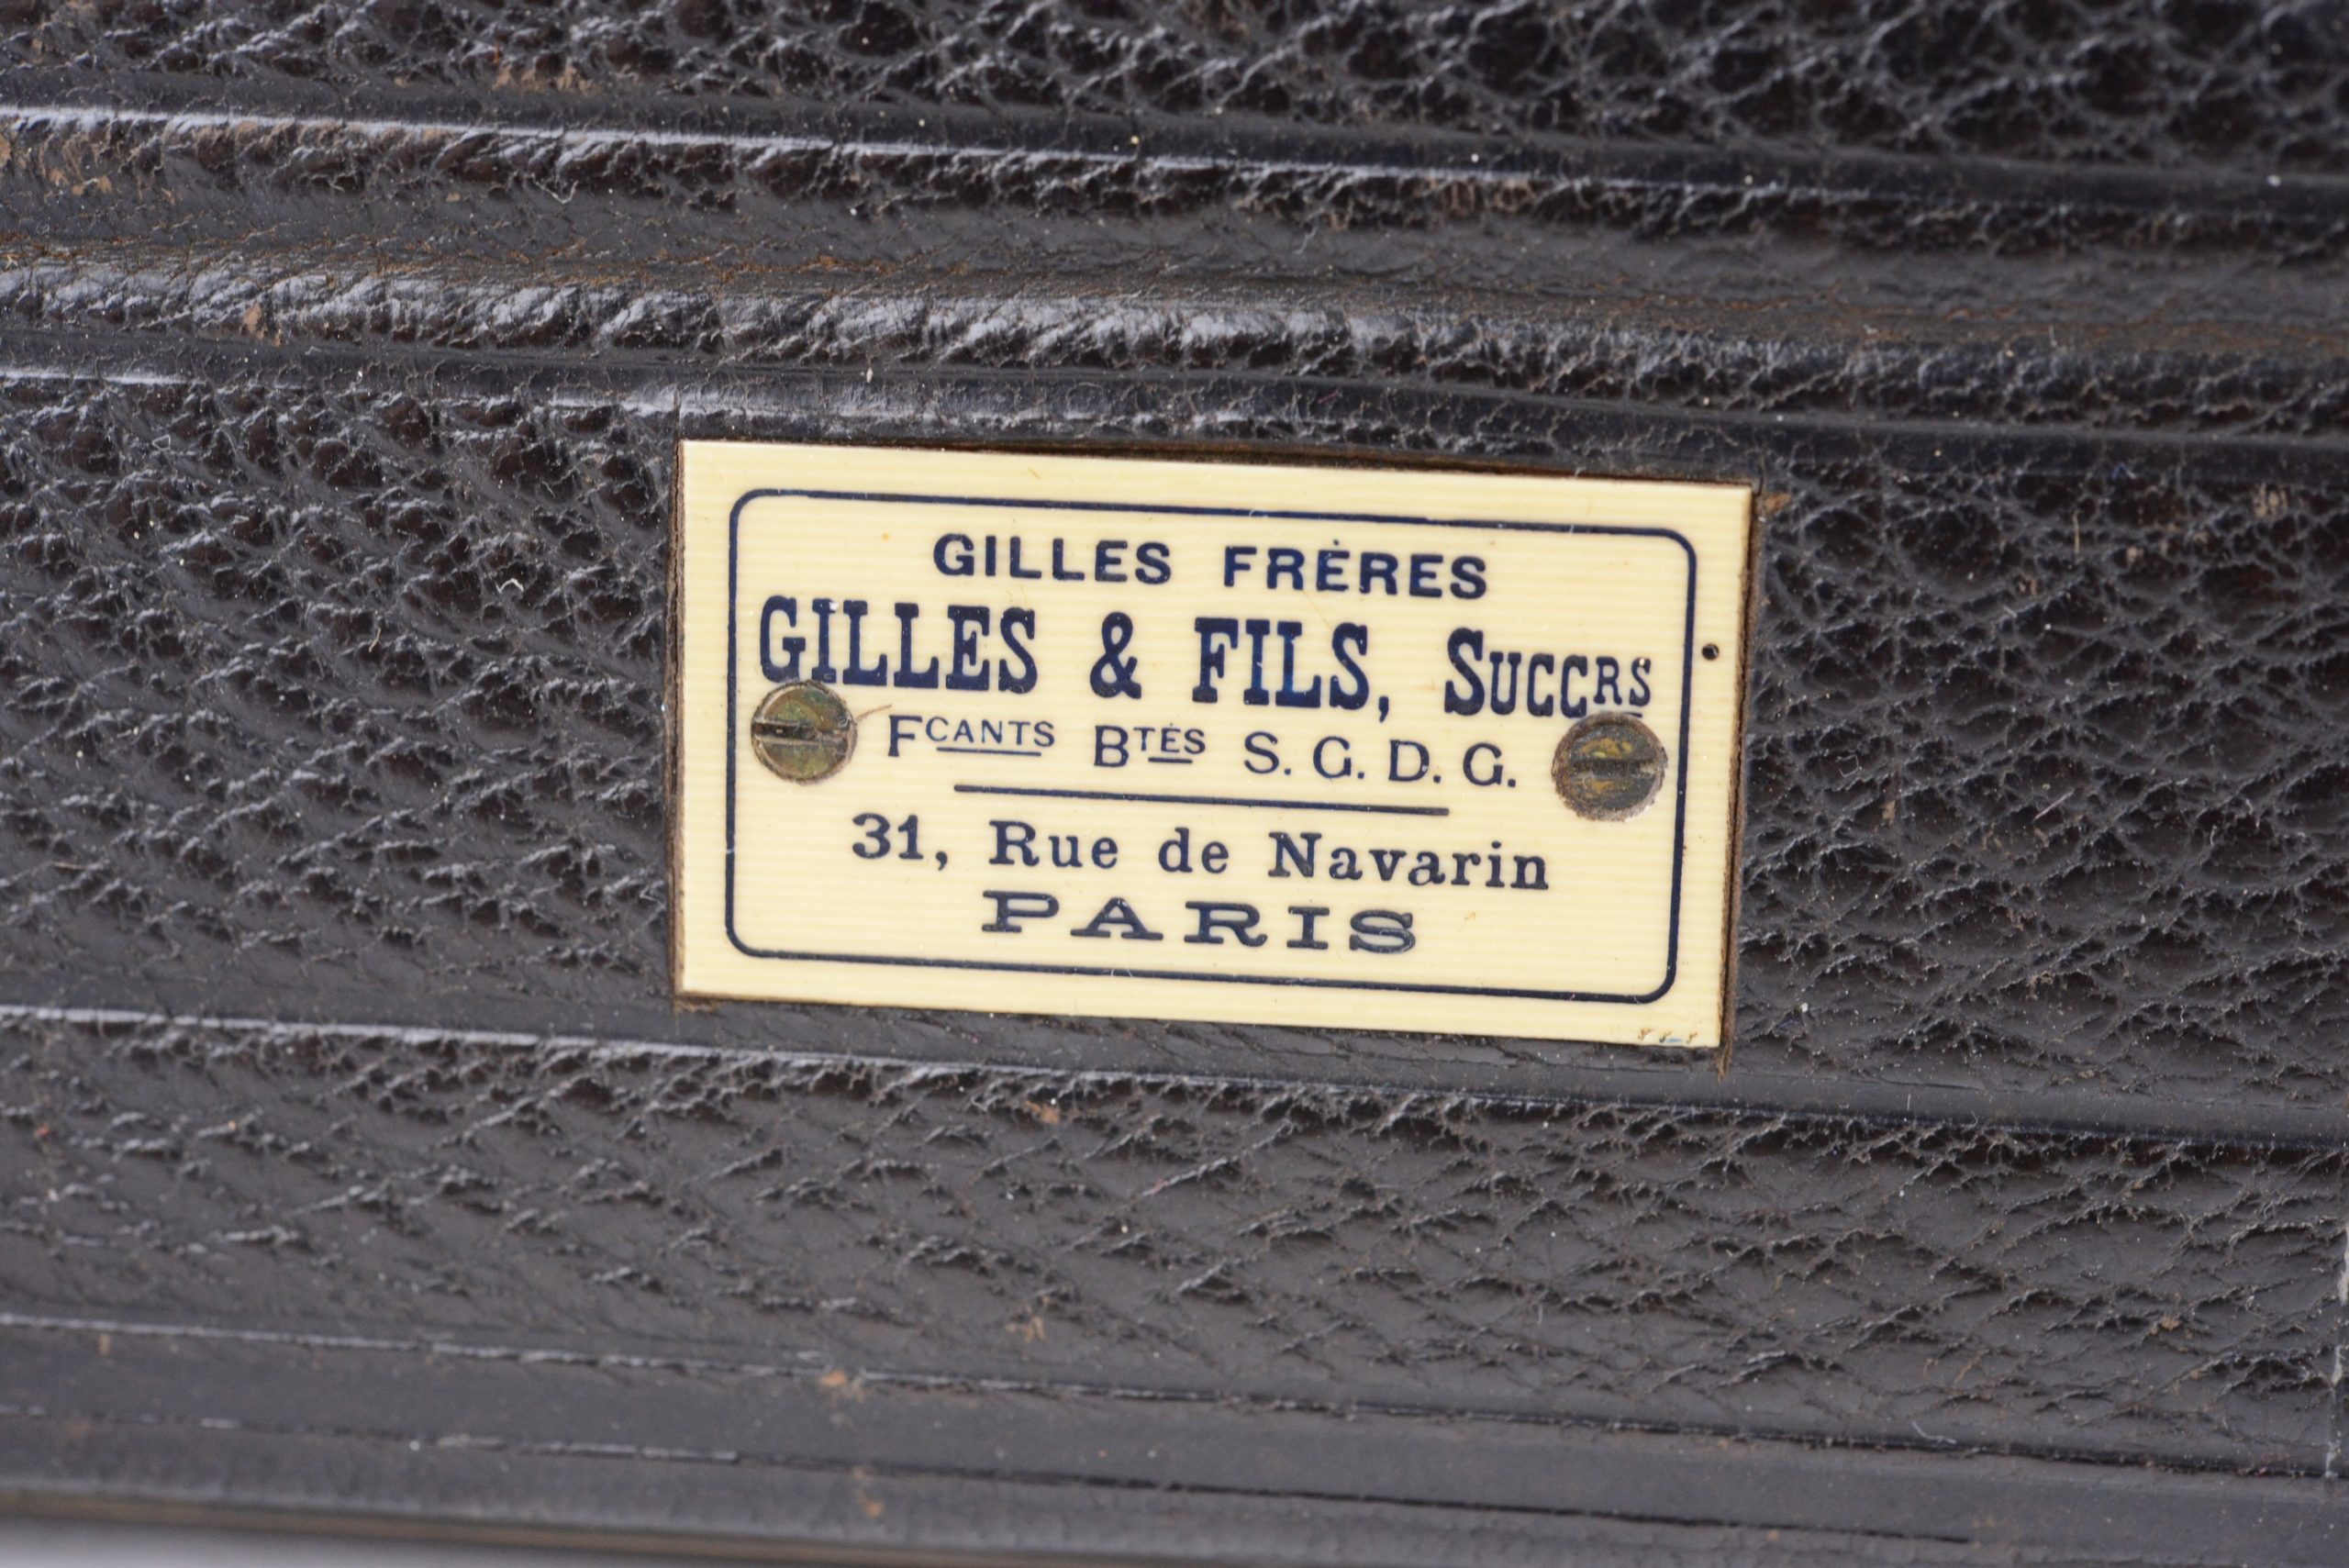 GILLES FRÈRES
GILLES & FILS, SUCCRS
FCANTS BTÉS S. G. D. G.
31, Rue de Navarin
PARIS